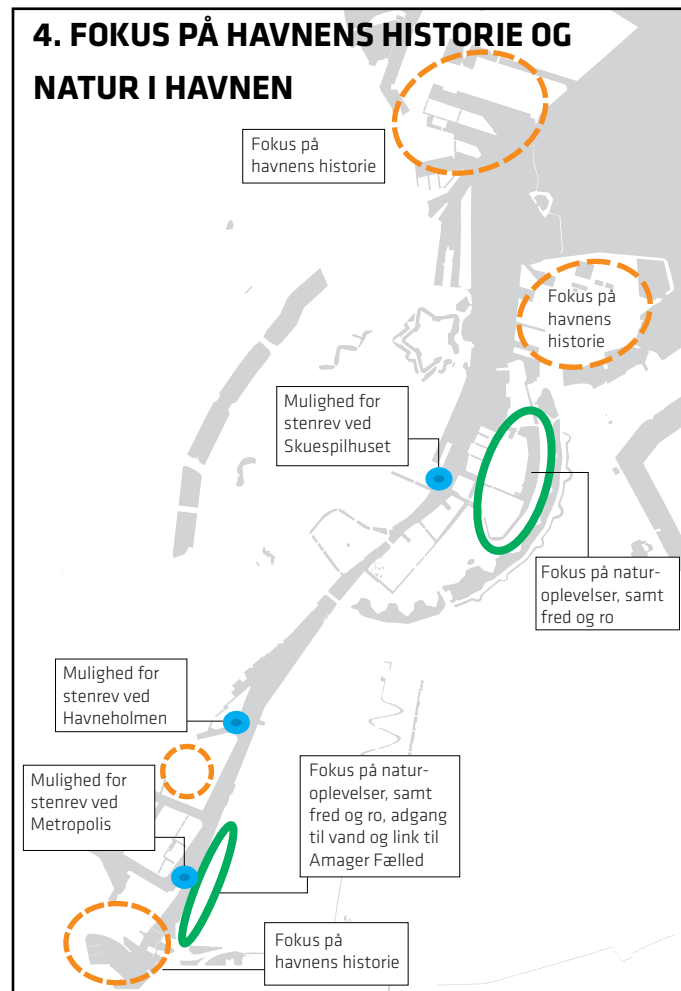 4. FOKUS PÅ HAVNENS HISTORIE OG
NATUR I HAVNEN
Fokus på
havnens historie
Fokus på
havnens
historie
Mulighed for
stenrev ved
Skuespilhuset
Fokus på natur-
oplevelser, samt
fred og ro
Mulighed for
stenrev ved
Havneholmen
Mulighed for
stenrev ved
Metropolis
Fokus på natur-
oplevelser, samt
fred og ro, adgang
til vand og link til
Amager Fælled
Fokus på
havnens historie